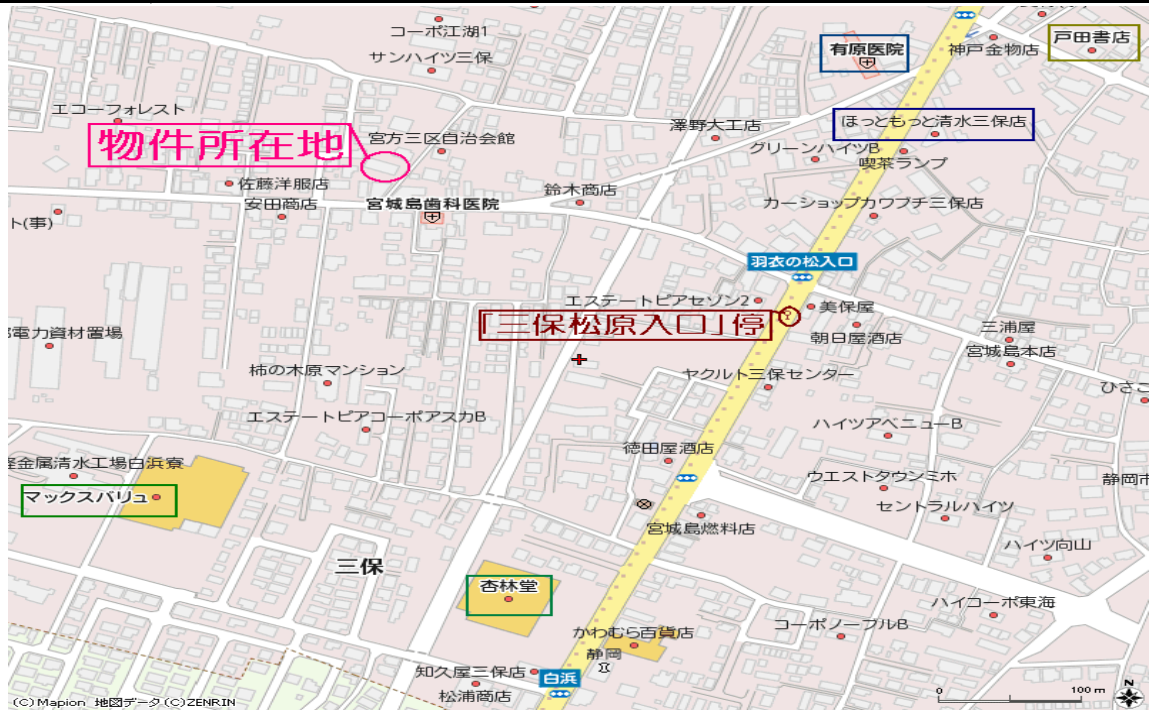 コーポ江湖1
サンハイツ三保
有原医院
神戸金物店
戸田書店
エコーフォレスト
物件所在地
宮方三区自治会館
澤野大工店
ほっともっと清水三保店
グリーンハイツB
喫茶ランプ
佐藤洋服店
安田商店
宮城島歯科医院
鈴木商店
カーショップカワブチ三保店
ト(事)
羽衣の松入口
エステートピアセゾン2
美保屋
「三保松原入口」停
朝日屋酒店
三浦屋
宮城島本店
電力資材置場
柿の木原マンション
ヤクルト三保センター
ひさこ
エステートピアコーポアスカB
ハイツアベニューB
徳田屋酒店
金属清水工場白浜寮
マックスバリュ
ウエストタウンミホ
静岡市
セントラルハイツ
宮城島燃料店
ハイツ向山
三保
杏林堂
ハイコーポ東海
かわむら百貨店
コーポノーブルB
静岡
知久屋三保店
白浜
松浦商店
(C)Mapion 地図データ(C)ZENRIN
0
100 m
N